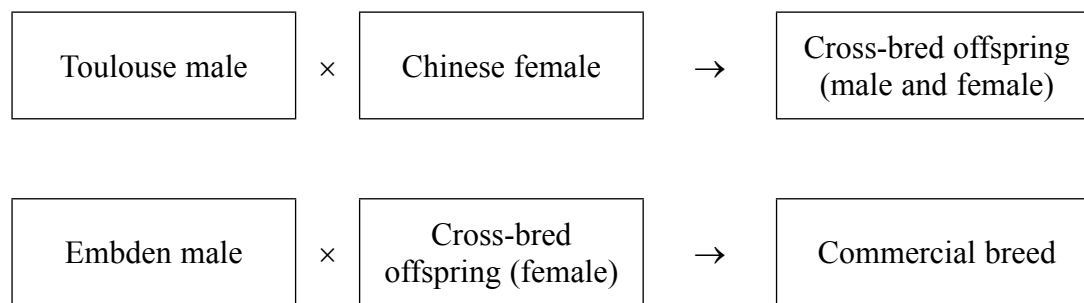 Toulouse male × Chinese female → Cross-bred offspring
(male and female)
Embden male × Cross-bred
offspring (female) → Commercial breed